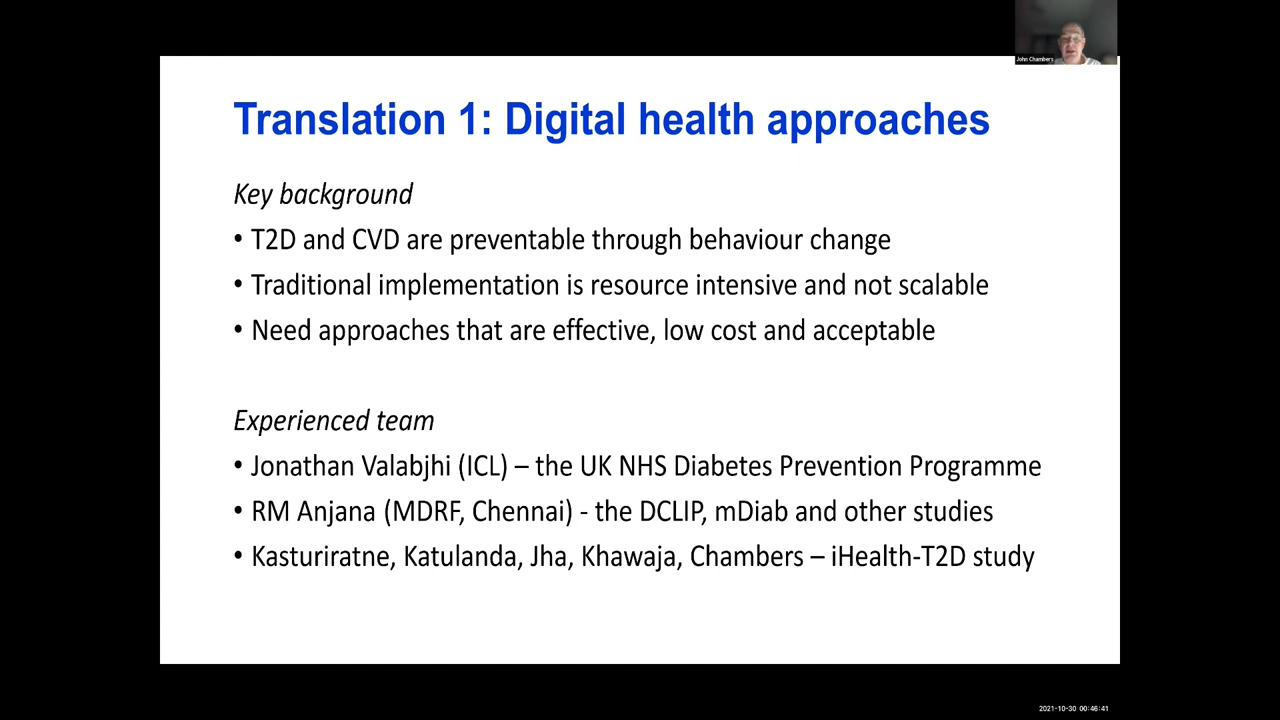 John Chambers
Translation 1: Digital health approaches
Key background
• T2D and CVD are preventable through behaviour change
• Traditional implementation is resource intensive and not scalable
• Need approaches that are effective, low cost and acceptable
Experienced team
• Jonathan Valabjhi (ICL) – the UK NHS Diabetes Prevention Programme
• RM Anjana (MDRF, Chennai) - the DCLIP, mDiab and other studies
• Kasturiratne, Katulanda, Jha, Khawaja, Chambers – iHealth-T2D study
2021-10-30 00:46:41